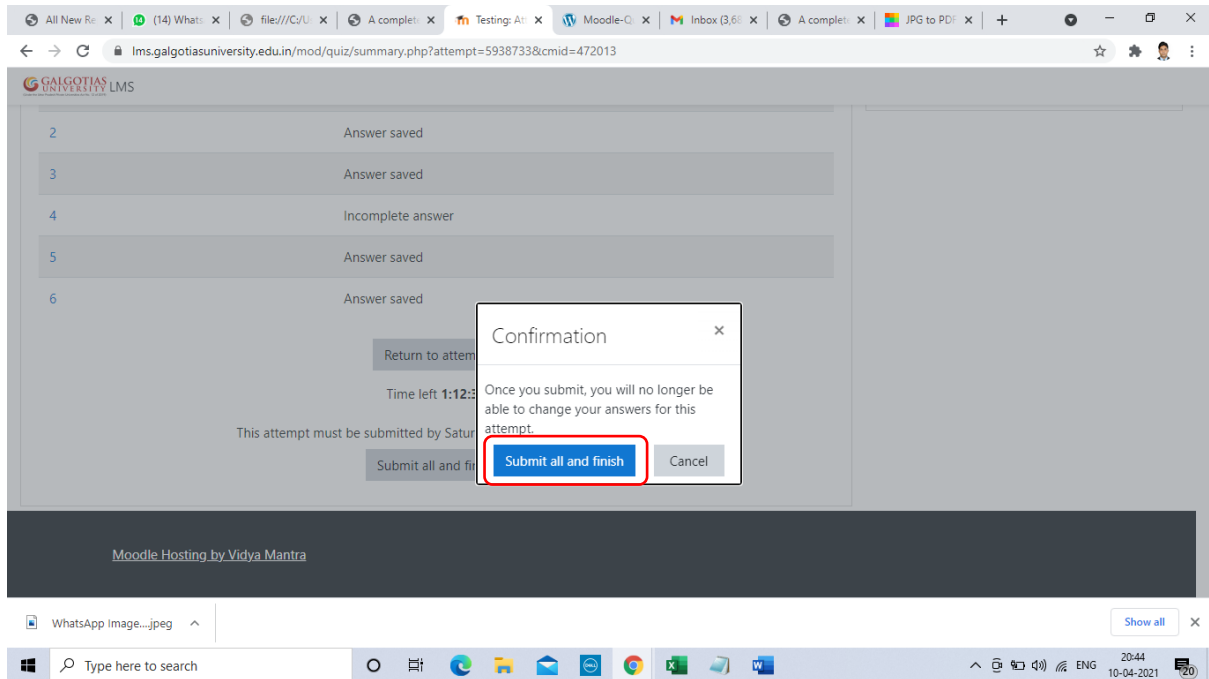 All New Re
(14) Whats
file:///C:/U
A complet
Testing: At
Moodle-Q
Inbox (3,68
A complet
JPG to PDF
lms.galgotiasuniversity.edu.in/mod/quiz/summary.php?attempt=5938733&cmid=472013
GALGOTIAS UNIVERSITY LMS
2 Answer saved
3 Answer saved
4 Incomplete answer
5 Answer saved
6 Answer saved
Return to attem
Time left 1:12:3
This attempt must be submitted by Satur
Submit all and fin
Confirmation
Once you submit, you will no longer be
able to change your answers for this
attempt.
Submit all and finish
Cancel
Moodle Hosting by Vidya Mantra
WhatsApp Image....jpeg
Show all
Type here to search
DELL
ENG
20:44
10-04-2021
20